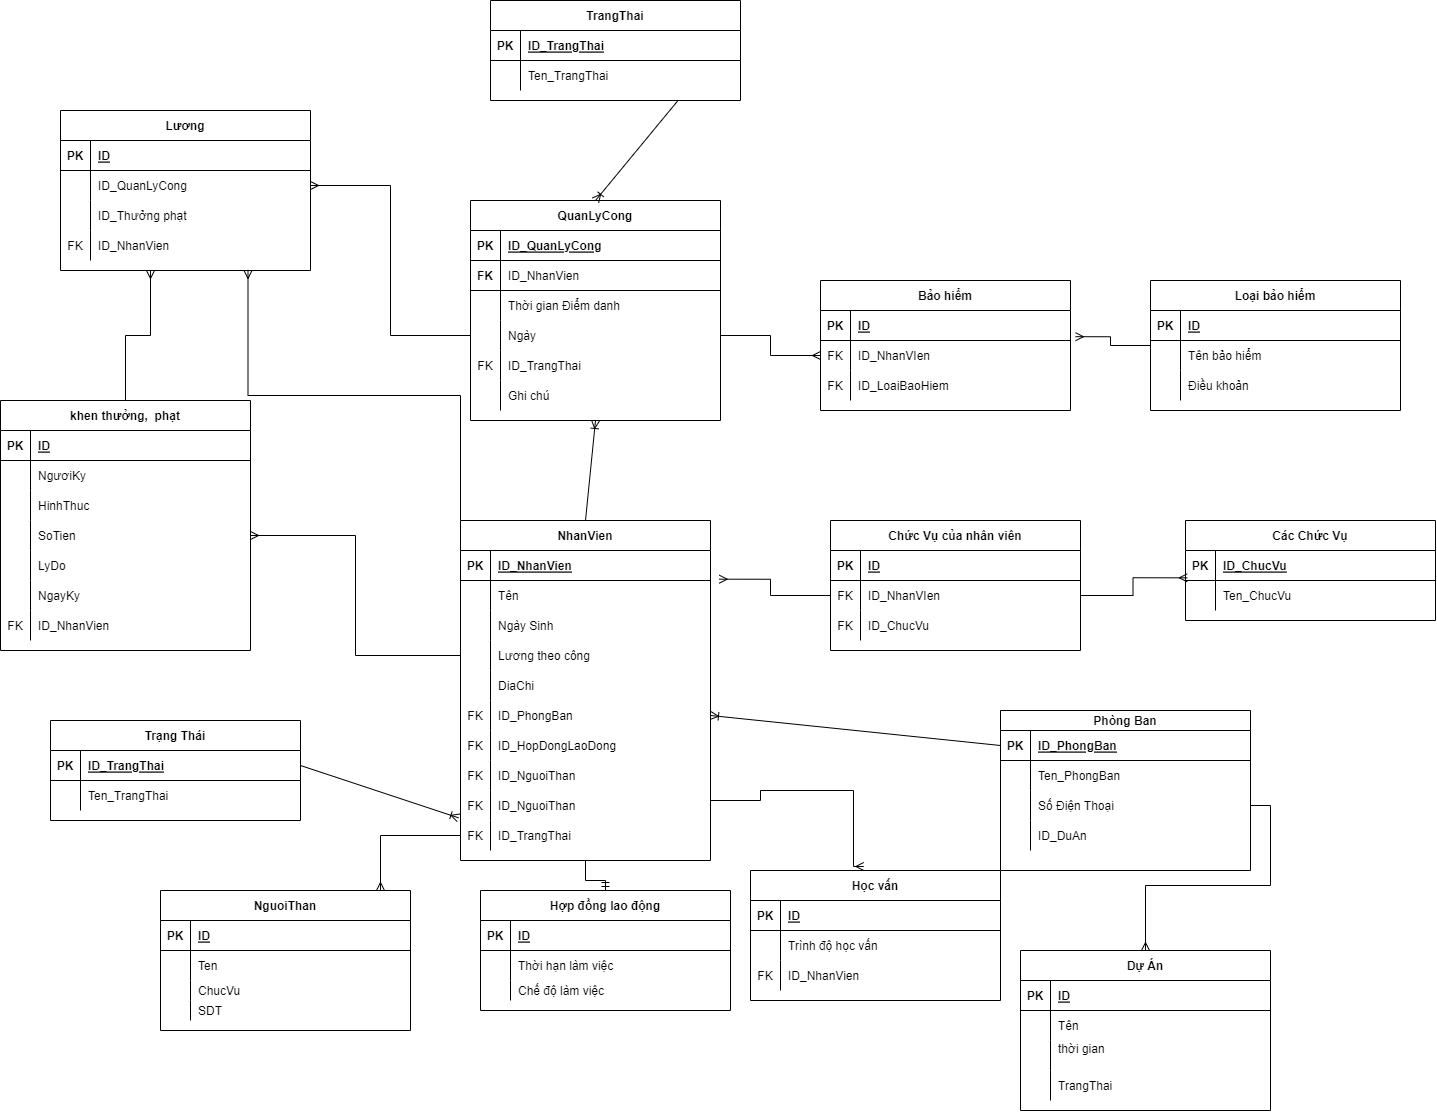 TrangThai
PK ID_TrangThai
Ten_TrangThai
Lương
PK ID
ID_QuanLyCong
ID_Thưởng phạt
FK ID_NhanVien
QuanLyCong
PK ID_QuanLyCong
FK ID_NhanVien
Thời gian Điểm danh
Ngày
FK ID_TrangThai
Ghi chú
Bảo hiểm
PK ID
FK ID_NhanVIen
FK ID_LoaiBaoHiem
Loại bảo hiểm
PK ID
Tên bảo hiểm
Điều khoản
khen thưởng, phạt
PK ID
NgươiKy
HinhThuc
SoTien
LyDo
NgayKy
FK ID_NhanVien
NhanVien
PK ID_NhanVien
Tên
Ngày Sinh
Lương theo công
DiaChi
FK ID_PhongBan
FK ID_HopDongLaoDong
FK ID_NguoiThan
FK ID_NguoiThan
FK ID_TrangThai
Chức Vụ của nhân viên
PK ID
FK ID_NhanVIen
FK ID_ChucVu
Các Chức Vụ
PK ID_ChucVu
Ten_ChucVu
Trạng Thái
PK ID_TrangThai
Ten_TrangThai
Phòng Ban
PK ID_PhongBan
Ten_PhongBan
Số Điện Thoại
ID_DuAn
NguoiThan
PK ID
Ten
ChucVu
SDT
Hợp đồng lao động
PK ID
Thời hạn làm việc
Chế độ làm việc
Học vấn
PK ID
Trình độ học vấn
FK ID_NhanVien
Dự Án
PK ID
Tên
thời gian
TrangThai